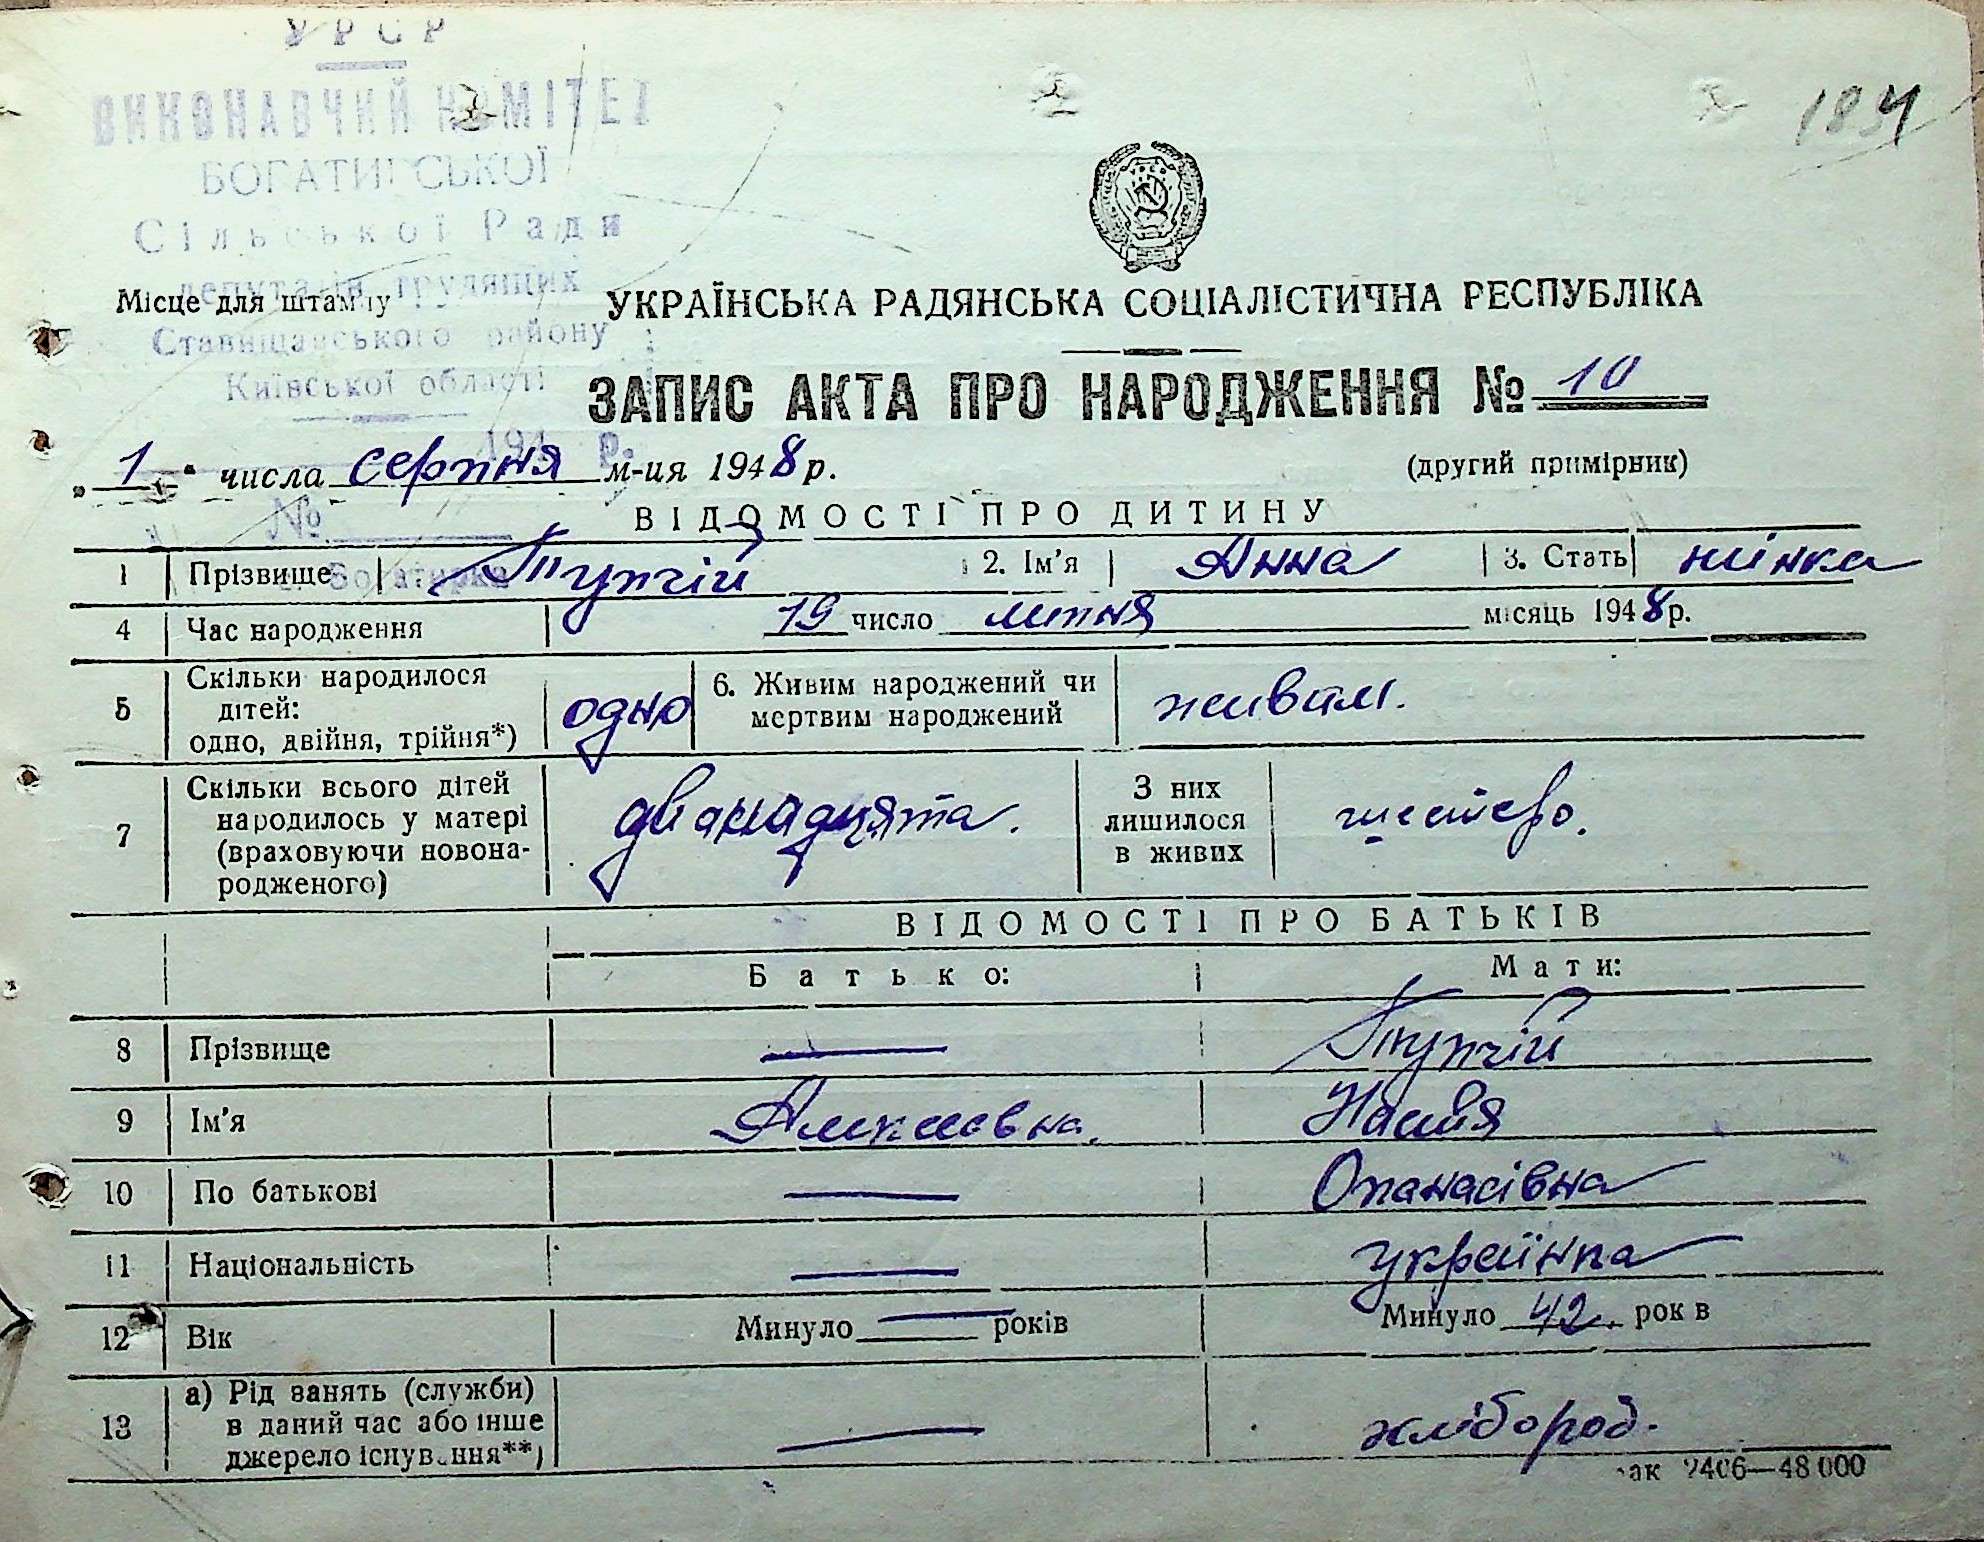 УРСР
ВИКОНАВЧИЙ КОМІТЕТ
БОГАТИРСЬКОЇ
Сільської Ради
депутатів трудящих
Ставищанського району
Київської області
194 р.
№
с. Богатирка
184
Місце для штампу
УКРАЇНСЬКА РАДЯНСЬКА СОЦІАЛІСТИЧНА РЕСПУБЛІКА
ЗАПИС АКТА ПРО НАРОДЖЕННЯ № 10
„1“ числа серпня м-ця 1948 р.
(другий примірник)
ВІДОМОСТІ ПРО ДИТИНУ
1 Прізвище Тупчій 2. Ім’я Анна 3. Стать жінка
4 Час народження 19 число липня місяць 1948 р.
5 Скільки народилося дітей: одно, двійня, трійня*) одно 6. Живим народжений чи мертвим народжений живим.
7 Скільки всього дітей народилось у матері (враховуючи новонародженого) дванадцята. З них лишилося в живих шестеро.
ВІДОМОСТІ ПРО БАТЬКІВ
Батько: Мати:
8 Прізвище — Тупчій
9 Ім’я Настя
10 По батькові — Опанасівна
11 Національність — українка
12 Вік Минуло — років Минуло 42. рок в
13 а) Рід занять (служби) в даний час або інше джерело існування**) — хлібороб.
зак 2406—48 000